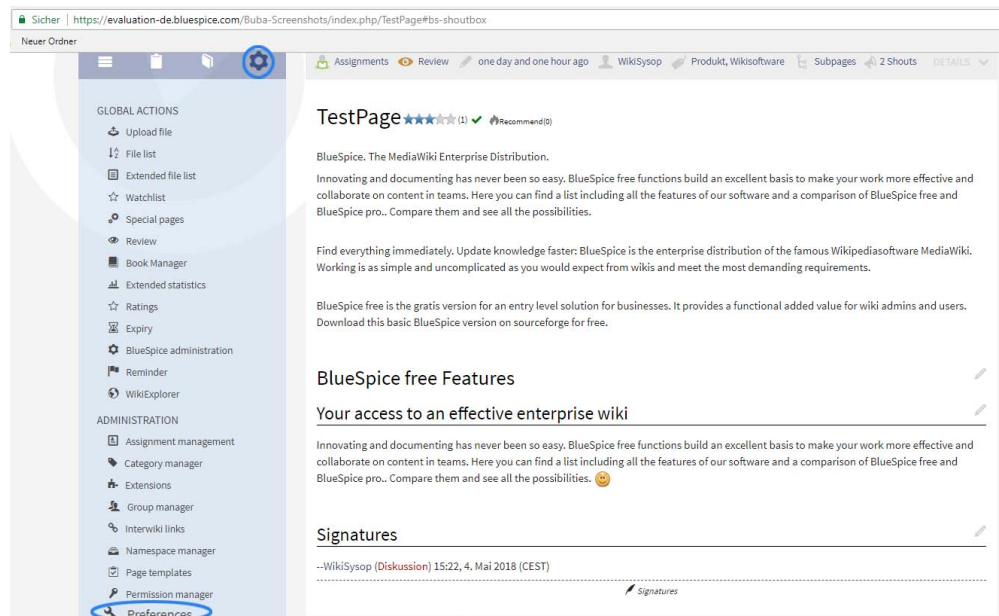 Sicher | https://evaluation-de.bluespice.com/Buba-Screenshots/index.php/TestPage#bs-shoutbox
Neuer Ordner
Assignments Review one day and one hour ago WikiSysop Produkt, Wikisoftware Subpages 2 Shouts DETAILS
GLOBAL ACTIONS
Upload file
File list
Extended file list
Watchlist
Special pages
Review
Book Manager
Extended statistics
Ratings
Expiry
BlueSpice administration
Reminder
WikiExplorer
ADMINISTRATION
Assignment management
Category manager
Extensions
Group manager
Interwiki links
Namespace manager
Page templates
Permission manager
Preferences
TestPage (1) Recommend(0)
BlueSpice. The MediaWiki Enterprise Distribution.
Innovating and documenting has never been so easy. BlueSpice free functions build an excellent basis to make your work more effective and
collaborate on content in teams. Here you can find a list including all the features of our software and a comparison of BlueSpice free and
BlueSpice pro.. Compare them and see all the possibilities.
Find everything immediately. Update knowledge faster: BlueSpice is the enterprise distribution of the famous Wikipediasoftware MediaWiki.
Working is as simple and uncomplicated as you would expect from wikis and meet the most demanding requirements.
BlueSpice free is the gratis version for an entry level solution for businesses. It provides a functional added value for wiki admins and users.
Download this basic BlueSpice version on sourceforge for free.
BlueSpice free Features
Your access to an effective enterprise wiki
Innovating and documenting has never been so easy. BlueSpice free functions build an excellent basis to make your work more effective and
collaborate on content in teams. Here you can find a list including all the features of our software and a comparison of BlueSpice free and
BlueSpice pro.. Compare them and see all the possibilities.
Signatures
--WikiSysop (Diskussion) 15:22, 4. Mai 2018 (CEST)
Signatures